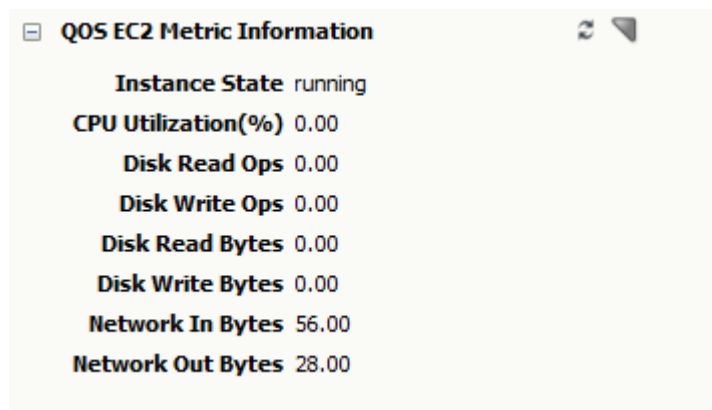 QOS EC2 Metric Information
Instance State running
CPU Utilization(%) 0.00
Disk Read Ops 0.00
Disk Write Ops 0.00
Disk Read Bytes 0.00
Disk Write Bytes 0.00
Network In Bytes 56.00
Network Out Bytes 28.00